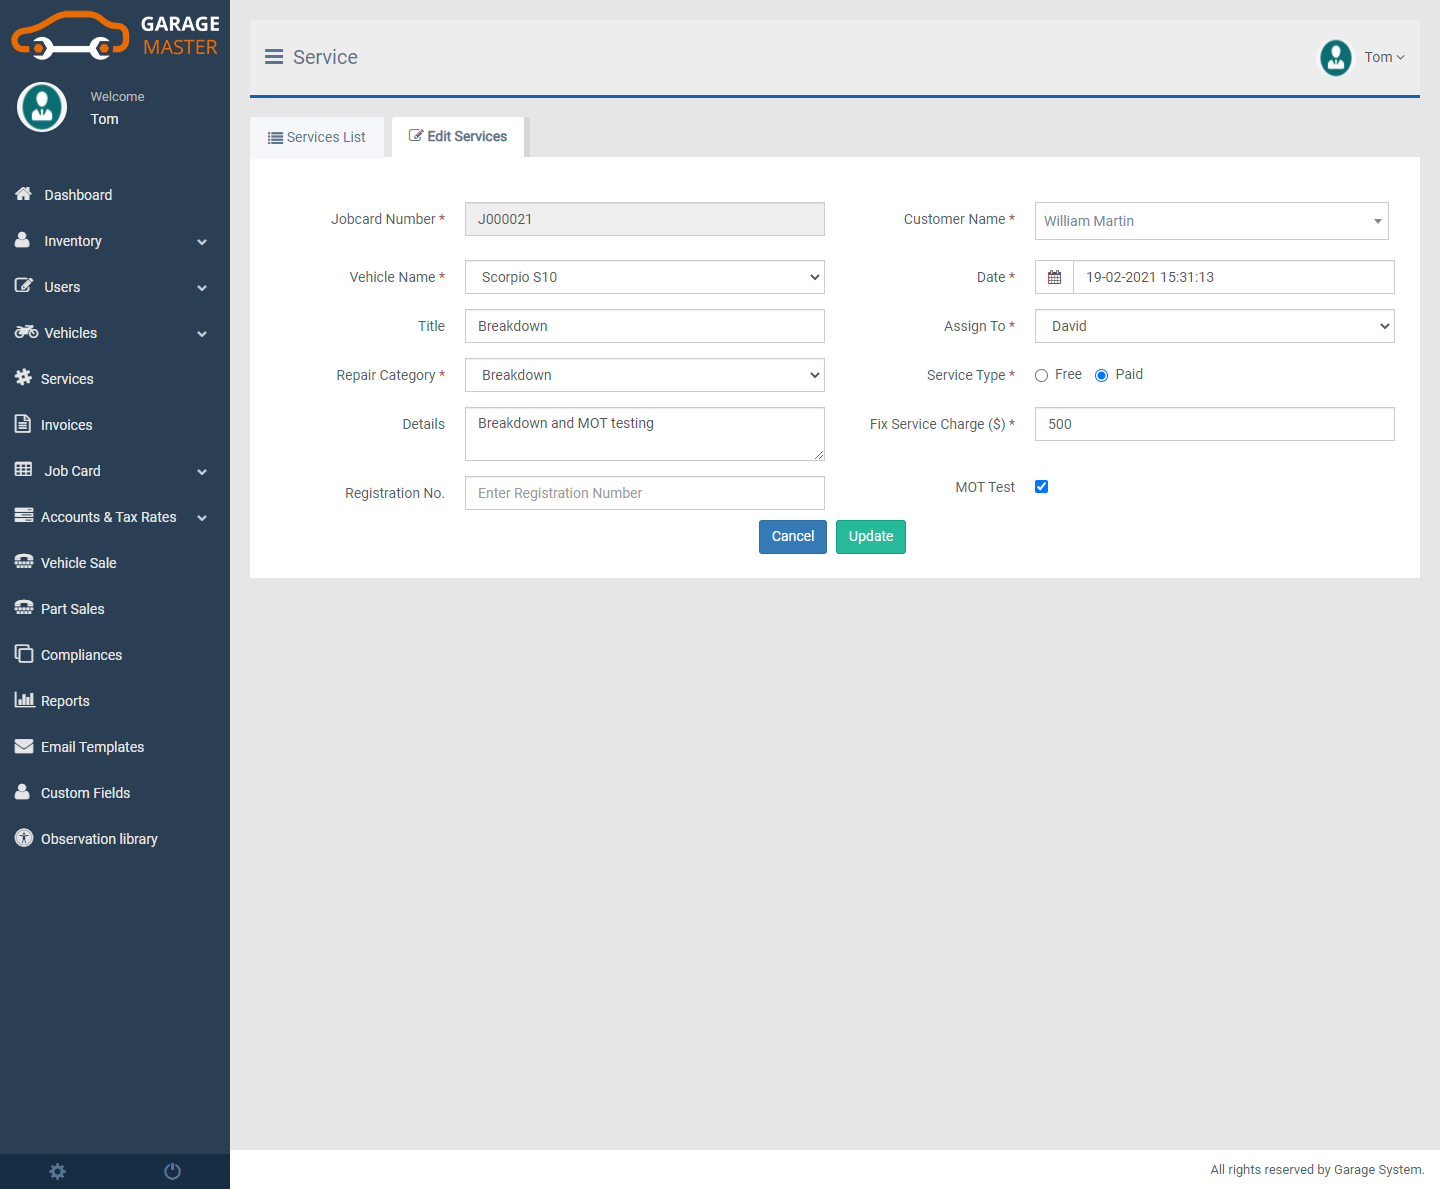 GARAGE
MASTER
Welcome
Tom
Dashboard
Inventory
Users
Vehicles
Services
Invoices
Job Card
Accounts & Tax Rates
Vehicle Sale
Part Sales
Compliances
Reports
Email Templates
Custom Fields
Observation library
Service
Tom
Services List
Edit Services
Jobcard Number * J000021
Customer Name * William Martin
Vehicle Name * Scorpio S10
Date * 19-02-2021 15:31:13
Title Breakdown
Assign To * David
Repair Category * Breakdown
Service Type * Free Paid
Details Breakdown and MOT testing
Fix Service Charge ($) * 500
Registration No. Enter Registration Number
MOT Test
Cancel Update
All rights reserved by Garage System.